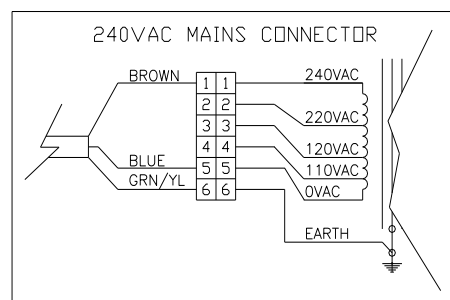 240VAC MAINS CONNECTOR
BROWN 1 1 240VAC
2 2 220VAC
3 3 120VAC
4 4 110VAC
BLUE 5 5 0VAC
GRN/YL 6 6
EARTH